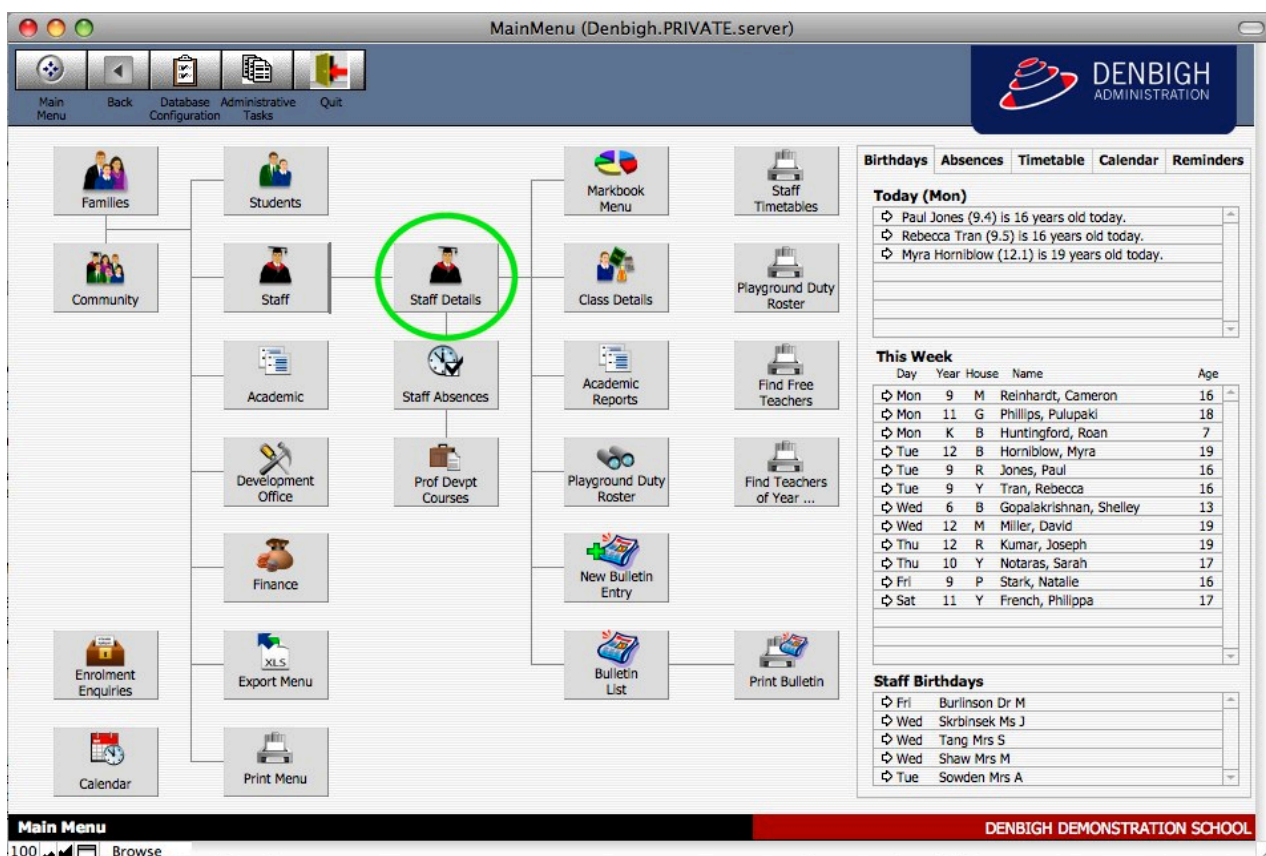 MainMenu (Denbigh.PRIVATE.server)
Main
Menu
Back
Database
Configuration
Administrative
Tasks
Quit
DENBIGH
ADMINISTRATION
Families
Students
Markbook
Menu
Staff
Timetables
Community
Staff
Staff Details
Class Details
Playground Duty
Roster
Academic
Staff Absences
Academic
Reports
Find Free
Teachers
Development
Office
Prof Devpt
Courses
Playground Duty
Roster
Find Teachers
of Year ...
Finance
New Bulletin
Entry
Enrolment
Enquiries
XLS
Export Menu
Bulletin
List
Print Bulletin
Calendar
Print Menu
Birthdays Absences Timetable Calendar Reminders
Today (Mon)
Paul Jones (9.4) is 16 years old today.
Rebecca Tran (9.5) is 16 years old today.
Myra Horniblow (12.1) is 19 years old today.
This Week
Day Year House Name Age
Mon 9 M Reinhardt, Cameron 16
Mon 11 G Phillips, Pulupaki 18
Mon K B Huntingford, Roan 7
Tue 12 B Horniblow, Myra 19
Tue 9 R Jones, Paul 16
Tue 9 Y Tran, Rebecca 16
Wed 6 B Gopalakrishnan, Shelley 13
Wed 12 M Miller, David 19
Thu 12 R Kumar, Joseph 19
Thu 10 Y Notaras, Sarah 17
Fri 9 P Stark, Natalie 16
Sat 11 Y French, Philippa 17
Staff Birthdays
Fri Burlinson Dr M
Wed Skrbinsek Ms J
Wed Tang Mrs S
Wed Shaw Mrs M
Tue Sowden Mrs A
Main Menu
DENBIGH DEMONSTRATION SCHOOL
100 Browse